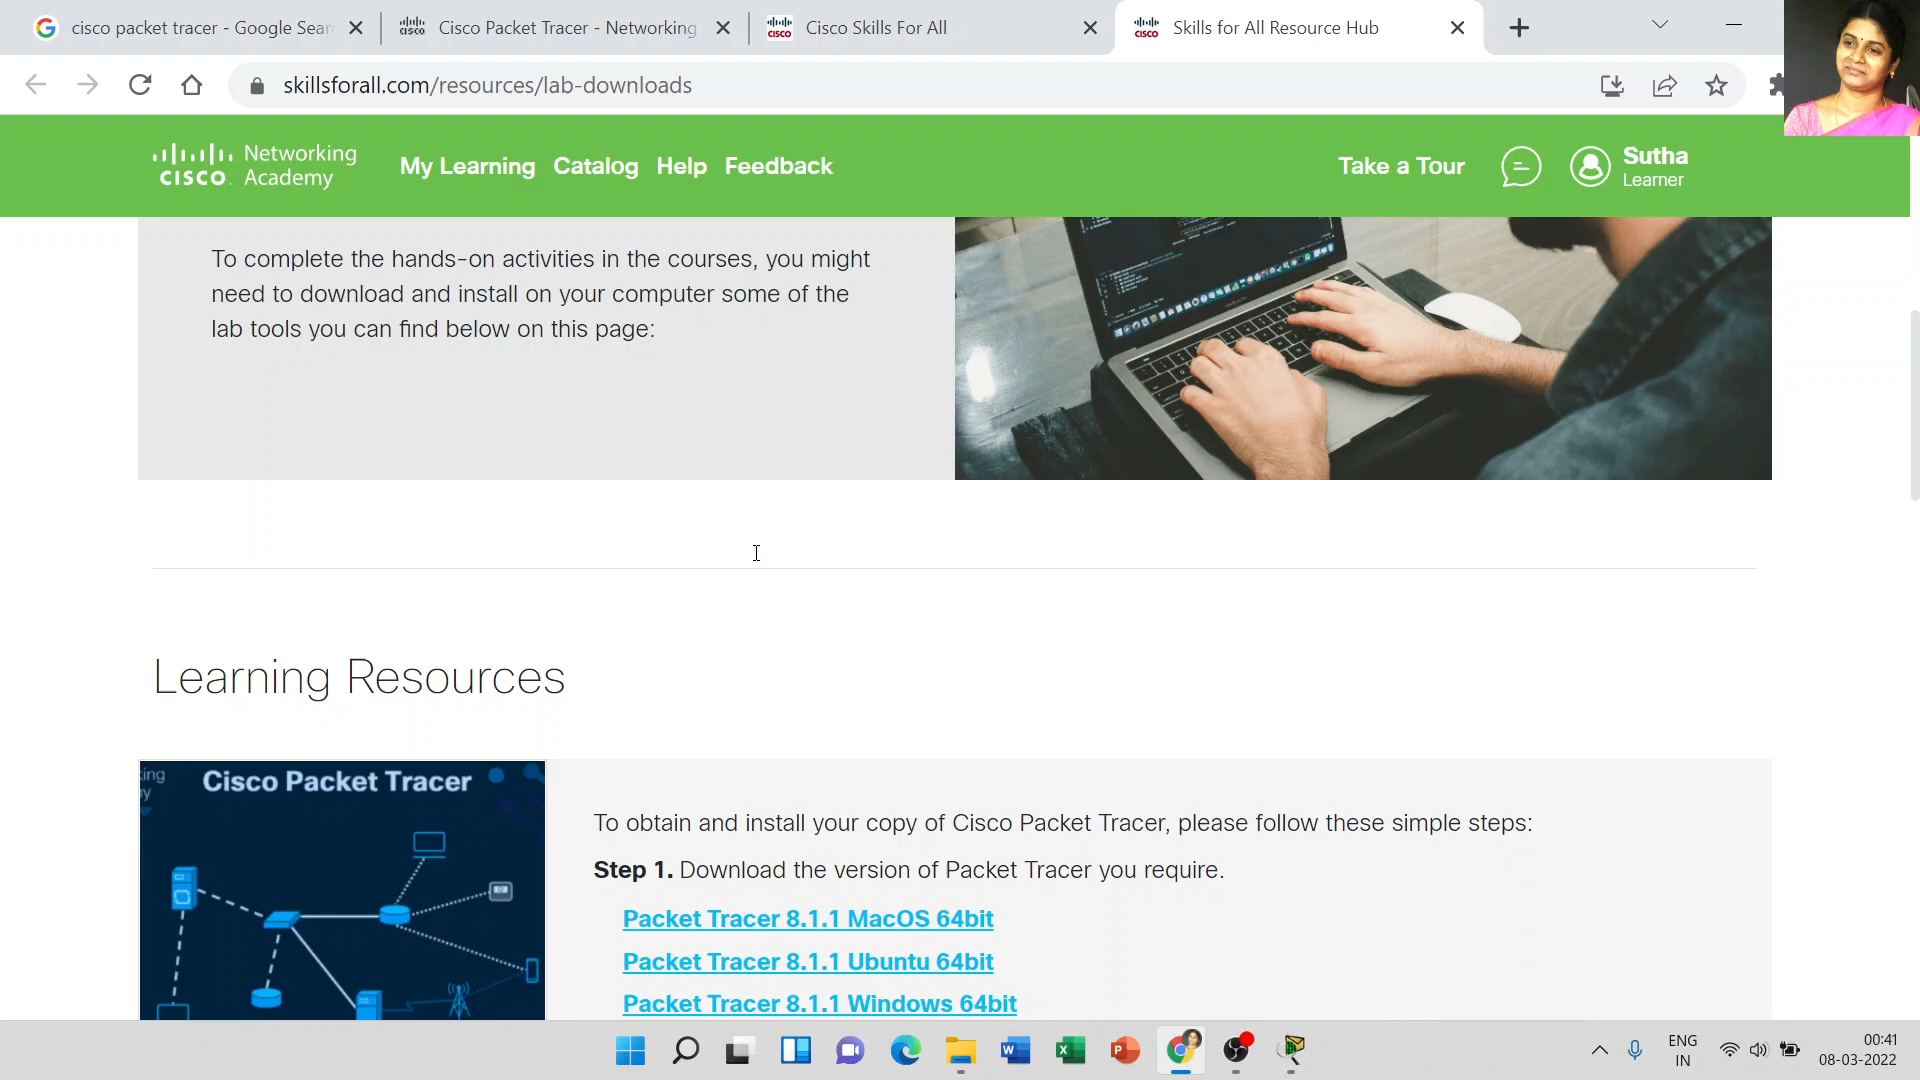 cisco packet tracer - Google Sear
Cisco Packet Tracer - Networking
Cisco Skills For All
Skills for All Resource Hub
skillsforall.com/resources/lab-downloads
CISCO Networking Academy
My Learning Catalog Help Feedback
Take a Tour
Sutha
Learner
To complete the hands-on activities in the courses, you might
need to download and install on your computer some of the
lab tools you can find below on this page:
Learning Resources
Cisco Packet Tracer
To obtain and install your copy of Cisco Packet Tracer, please follow these simple steps:
Step 1. Download the version of Packet Tracer you require.
Packet Tracer 8.1.1 MacOS 64bit
Packet Tracer 8.1.1 Ubuntu 64bit
Packet Tracer 8.1.1 Windows 64bit
ENG
IN
00:41
08-03-2022